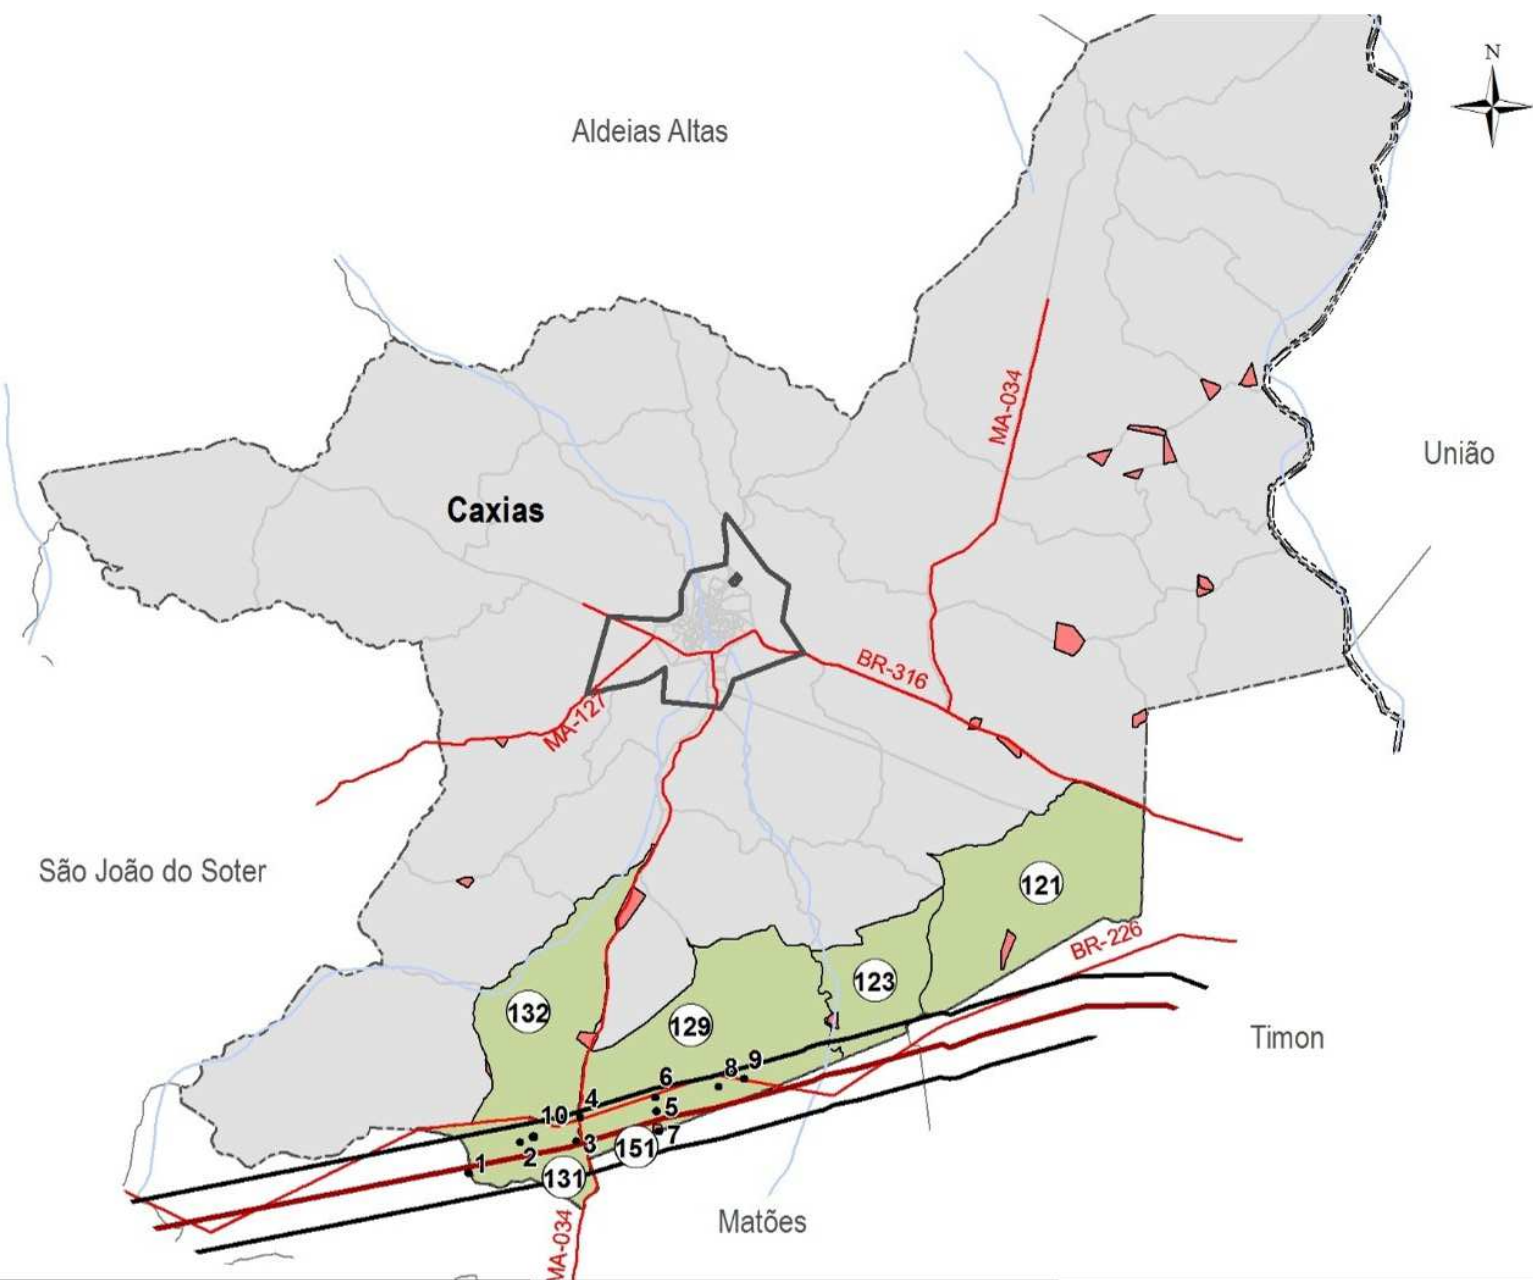 N
Aldeias Altas
MA-034
União
Caxias
BR-316
MA-127
São João do Soter
121
BR-226
123
132
129
Timon
9
8
6
4
10
5
7
3
151
2
1
131
Matões
MA-034